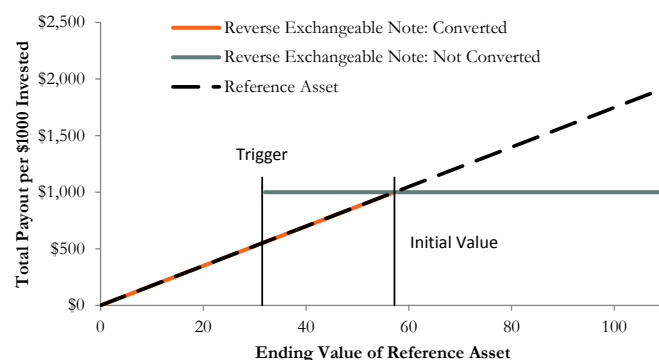 $2,500
$2,000
$1,500
$1,000
$500
$0
Total Payout per $1000 Invested
Reverse Exchangeable Note: Converted
Reverse Exchangeable Note: Not Converted
Reference Asset
Trigger
Initial Value
0 20 40 60 80 100
Ending Value of Reference Asset